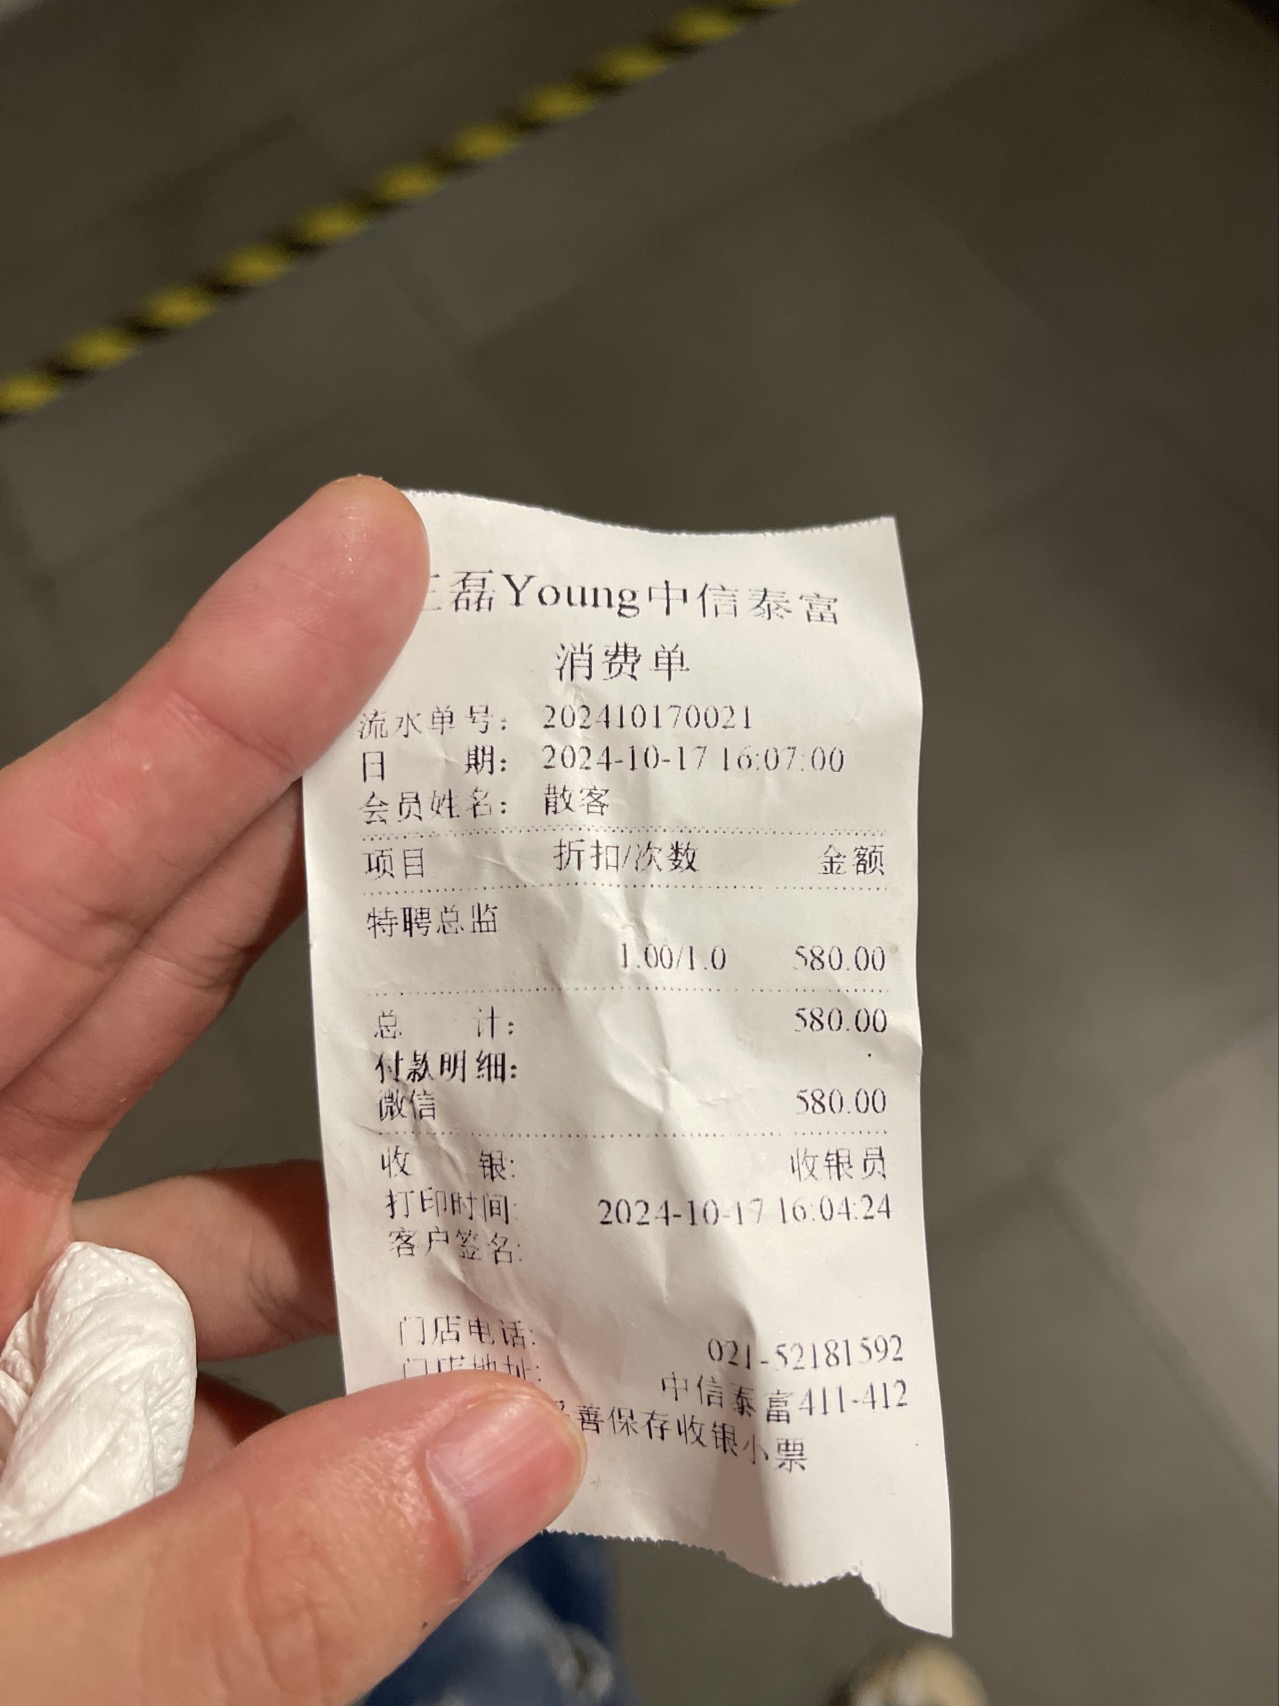 磊Young中信泰富
消费单
流水单号： 202410170021
日 期： 2024-10-17 16:07:00
会员姓名： 散客
项目 折扣/次数 金额
特聘总监
1.00/1.0 580.00
总 计： 580.00
付款明细：
微信 580.00
收 银: 收银员
打印时间: 2024-10-17 16:04:24
客户签名:
门店电话: 021-52181592
门店地址: 中信泰富411-412
善保存收银小票